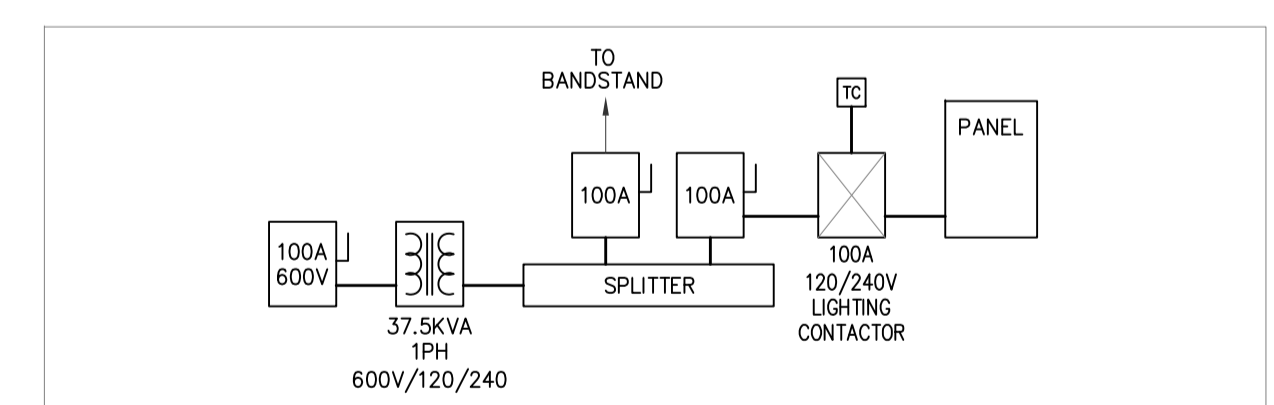 TO
BANDSTAND
TC
PANEL
100A
100A
100A
600V
SPLITTER
37.5KVA
1PH
600V/120/240
100A
120/240V
LIGHTING
CONTACTOR